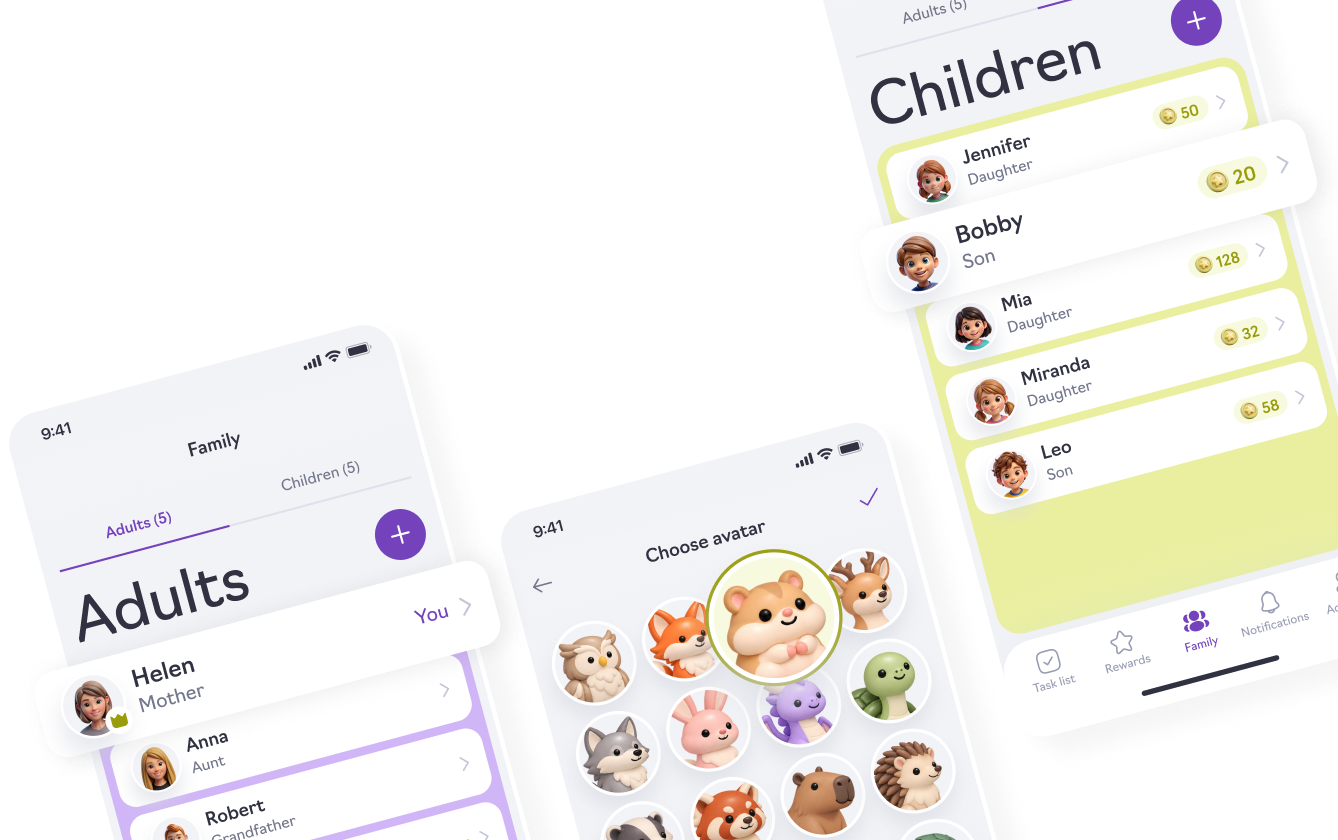 9:41
Family
Adults (5)
Children (5)
Adults
Helen
Mother
You
Anna
Aunt
Robert
Grandfather
9:41
Choose avatar
Adults (5)
Children
Jennifer
Daughter
50
Bobby
Son
20
Mia
Daughter
128
Miranda
Daughter
32
Leo
Son
58
Task list
Rewards
Family
Notifications